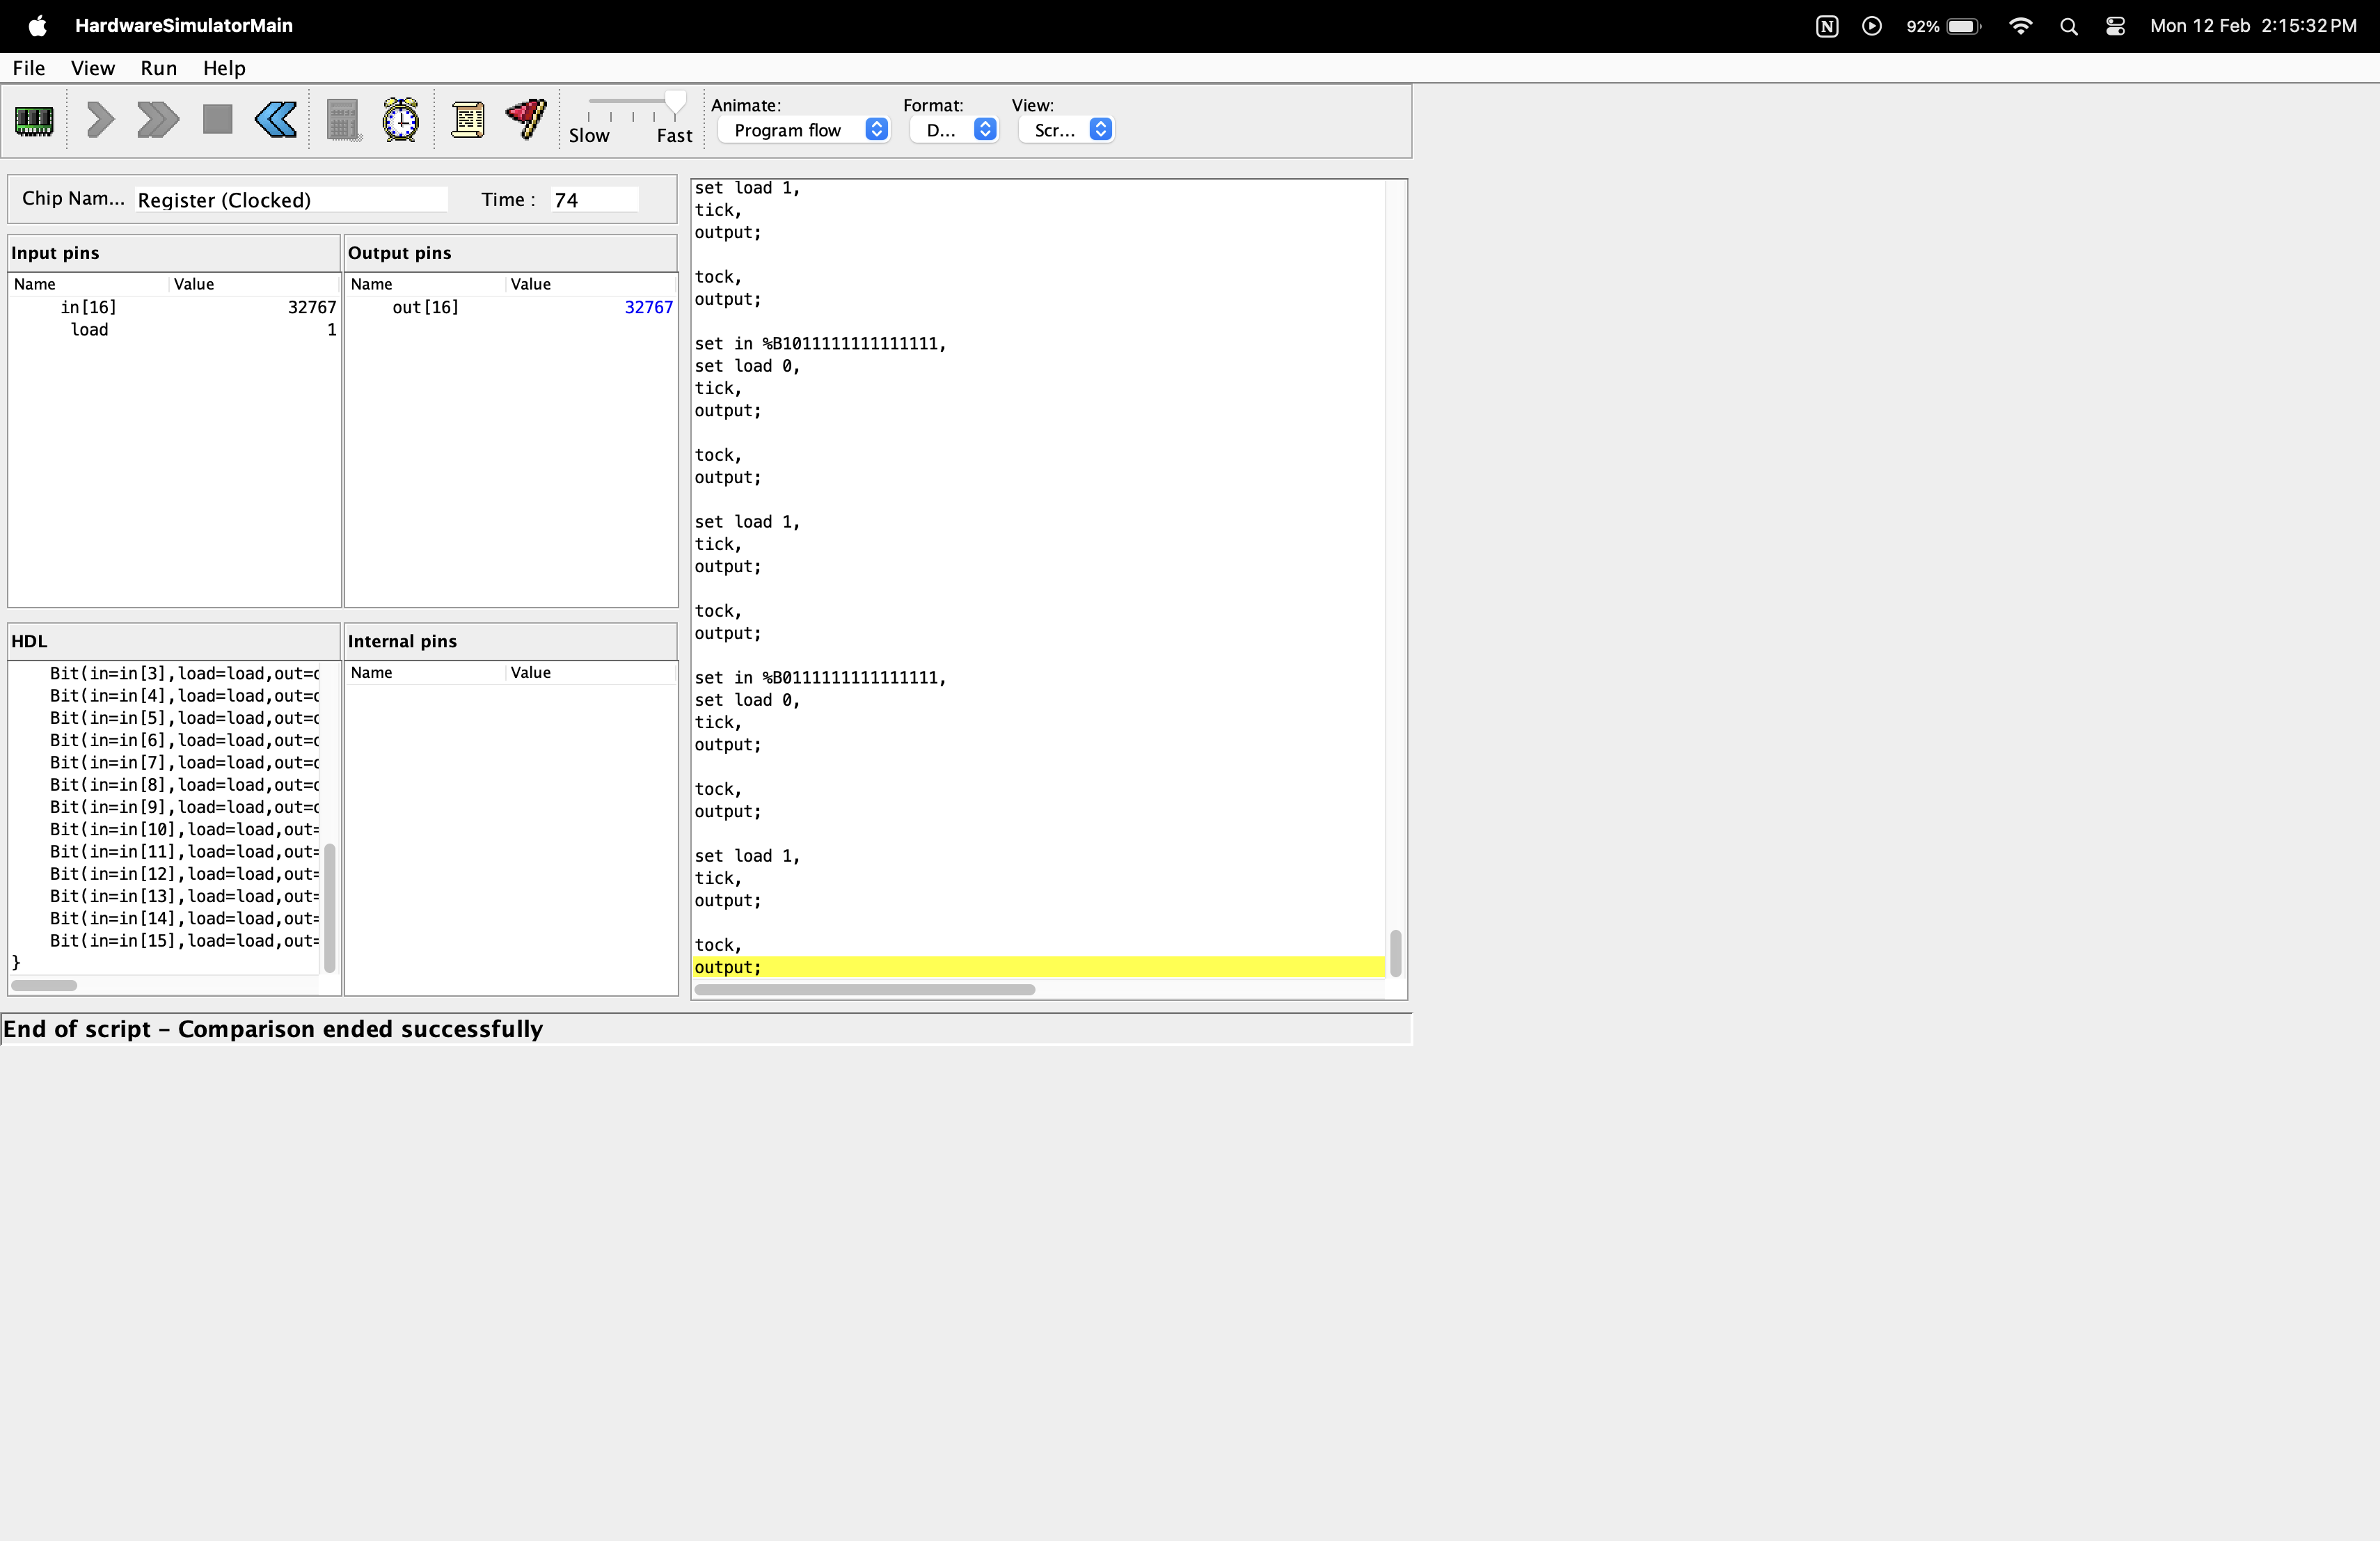 HardwareSimulatorMain
92%
Mon 12 Feb 2:15:32 PM
File View Run Help
Slow Fast
Animate:
Program flow
Format:
D...
View:
Scr...
Chip Nam... Register (Clocked) Time : 74
Input pins
Name Value
in[16] 32767
load 1
Output pins
Name Value
out[16] 32767
HDL
Bit(in=in[3],load=load,out=
Bit(in=in[4],load=load,out=
Bit(in=in[5],load=load,out=
Bit(in=in[6],load=load,out=
Bit(in=in[7],load=load,out=
Bit(in=in[8],load=load,out=
Bit(in=in[9],load=load,out=
Bit(in=in[10],load=load,out=
Bit(in=in[11],load=load,out=
Bit(in=in[12],load=load,out=
Bit(in=in[13],load=load,out=
Bit(in=in[14],load=load,out=
Bit(in=in[15],load=load,out=
}
Internal pins
Name Value
set load 1,
tick,
output;
tock,
output;
set in %B1011111111111111,
set load 0,
tick,
output;
tock,
output;
set load 1,
tick,
output;
tock,
output;
set in %B0111111111111111,
set load 0,
tick,
output;
tock,
output;
set load 1,
tick,
output;
tock,
output;
End of script – Comparison ended successfully